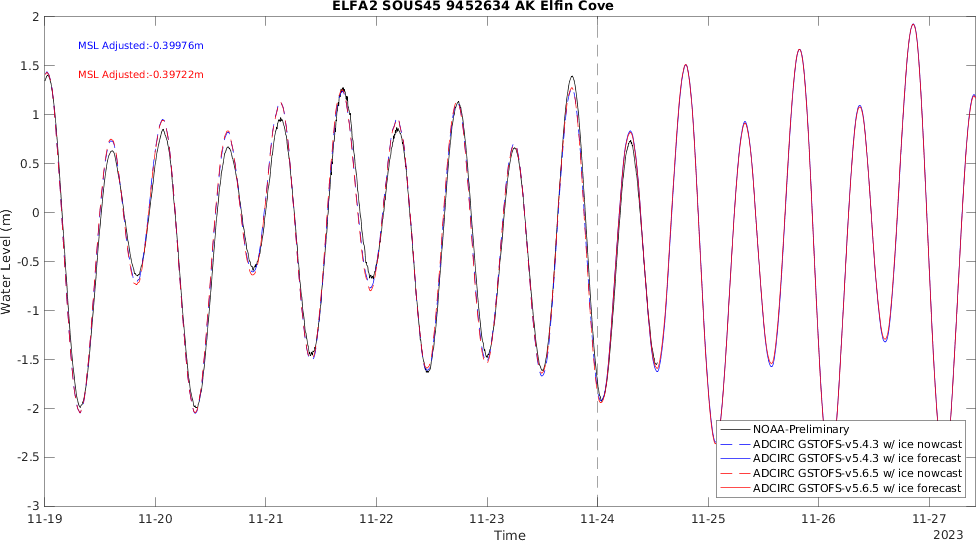 ELFA2 SOUS45 9452634 AK Elfin Cove
MSL Adjusted:-0.39976m
MSL Adjusted:-0.39722m
Water Level (m)
2
1.5
1
0.5
0
-0.5
-1
-1.5
-2
-2.5
-3
NOAA-Preliminary
ADCIRC GSTOFS-v5.4.3 w/ ice nowcast
ADCIRC GSTOFS-v5.4.3 w/ ice forecast
ADCIRC GSTOFS-v5.6.5 w/ ice nowcast
ADCIRC GSTOFS-v5.6.5 w/ ice forecast
11-19 11-20 11-21 11-22 11-23 11-24 11-25 11-26 11-27
Time
2023